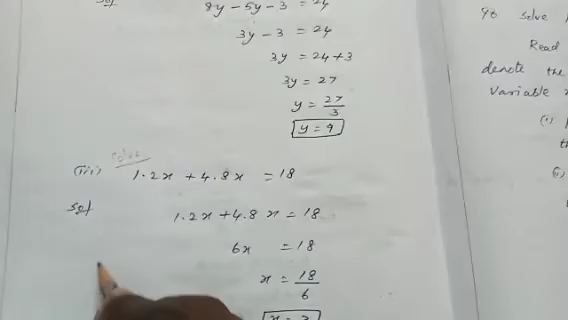 Sol
8y - 5y - 3 = 24
3y - 3 = 24
3y = 24 + 3
3y = 27
y = 27/3
y = 9
Solve
(iii) 1.2x + 4.8x = 18
Sol 1.2x + 4.8x = 18
6x = 18
x = 18/6
x = 3
Solve
Read
denote the
Variable
(i)
(ii)